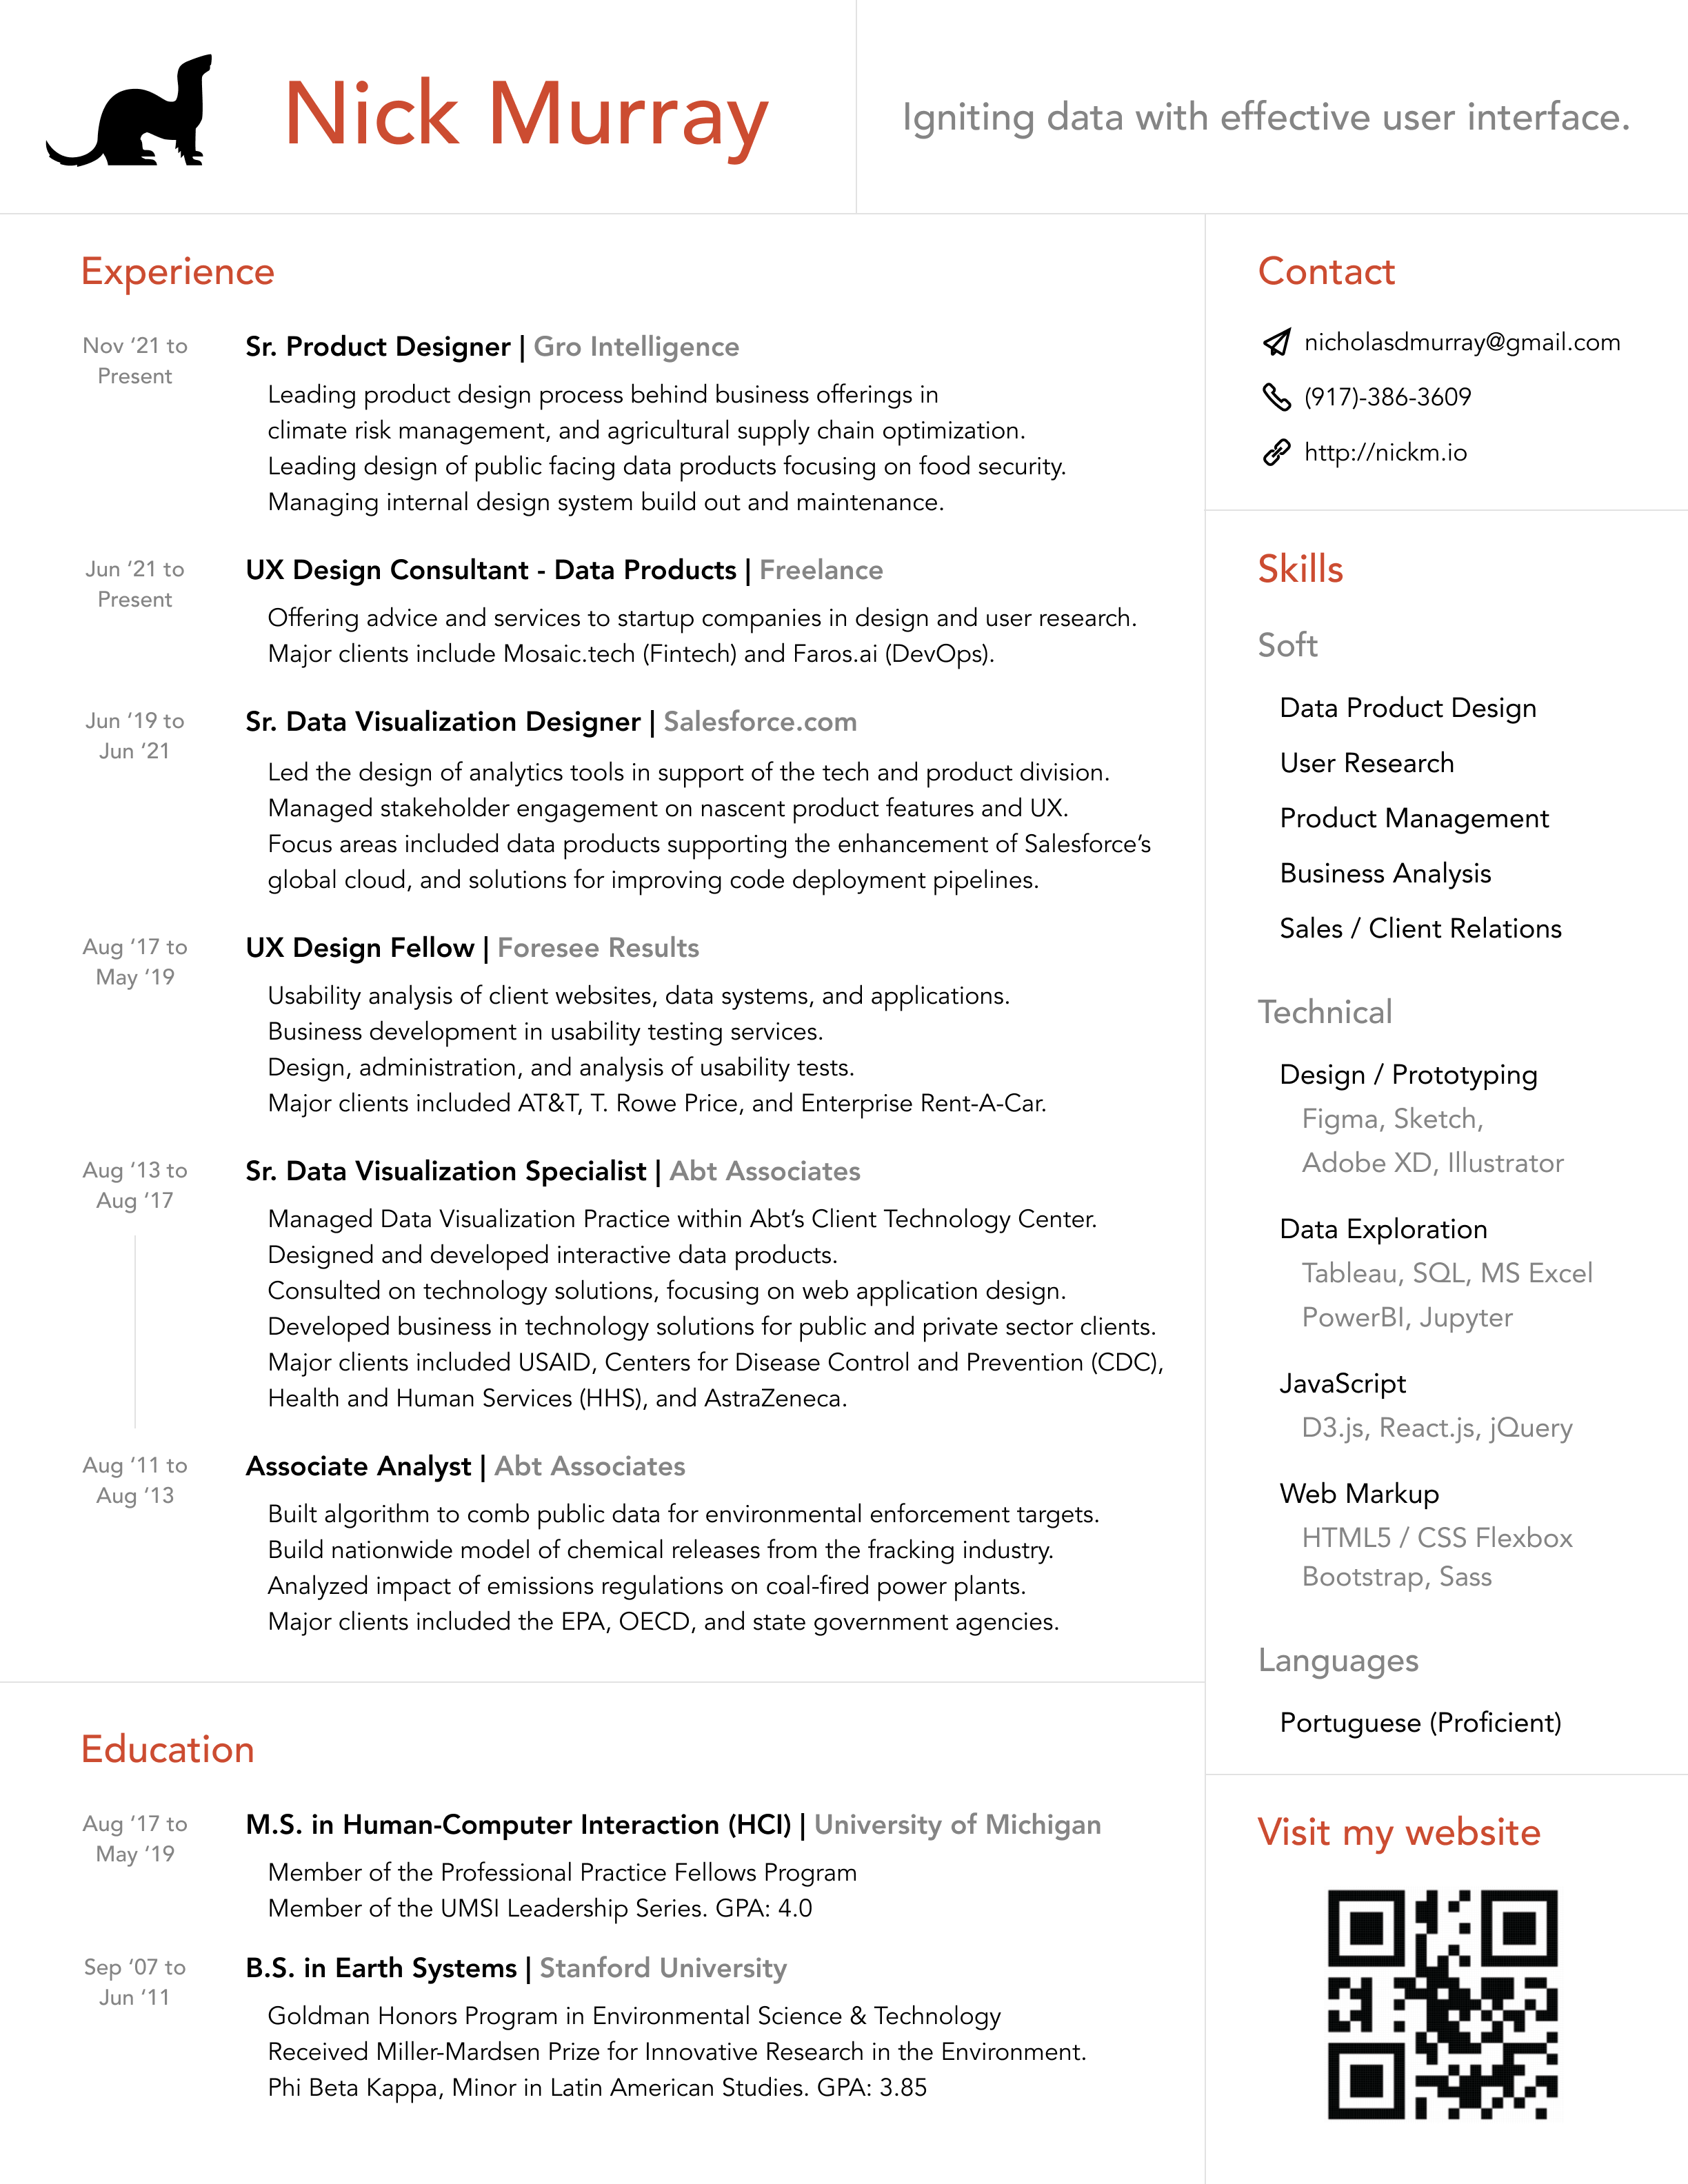 Nick Murray
Igniting data with effective user interface.
Experience
Nov ‘21 to
Present
Sr. Product Designer | Gro Intelligence
Leading product design process behind business offerings in
climate risk management, and agricultural supply chain optimization.
Leading design of public facing data products focusing on food security.
Managing internal design system build out and maintenance.
Jun ‘21 to
Present
UX Design Consultant - Data Products | Freelance
Offering advice and services to startup companies in design and user research.
Major clients include Mosaic.tech (Fintech) and Faros.ai (DevOps).
Jun ‘19 to
Jun ‘21
Sr. Data Visualization Designer | Salesforce.com
Led the design of analytics tools in support of the tech and product division.
Managed stakeholder engagement on nascent product features and UX.
Focus areas included data products supporting the enhancement of Salesforce’s
global cloud, and solutions for improving code deployment pipelines.
Aug ‘17 to
May ‘19
UX Design Fellow | Foresee Results
Usability analysis of client websites, data systems, and applications.
Business development in usability testing services.
Design, administration, and analysis of usability tests.
Major clients included AT&T, T. Rowe Price, and Enterprise Rent-A-Car.
Aug ‘13 to
Aug ‘17
Sr. Data Visualization Specialist | Abt Associates
Managed Data Visualization Practice within Abt’s Client Technology Center.
Designed and developed interactive data products.
Consulted on technology solutions, focusing on web application design.
Developed business in technology solutions for public and private sector clients.
Major clients included USAID, Centers for Disease Control and Prevention (CDC),
Health and Human Services (HHS), and AstraZeneca.
Aug ‘11 to
Aug ‘13
Associate Analyst | Abt Associates
Built algorithm to comb public data for environmental enforcement targets.
Build nationwide model of chemical releases from the fracking industry.
Analyzed impact of emissions regulations on coal-fired power plants.
Major clients included the EPA, OECD, and state government agencies.
Education
Aug ‘17 to
May ‘19
M.S. in Human-Computer Interaction (HCI) | University of Michigan
Member of the Professional Practice Fellows Program
Member of the UMSI Leadership Series. GPA: 4.0
Sep ‘07 to
Jun ‘11
B.S. in Earth Systems | Stanford University
Goldman Honors Program in Environmental Science & Technology
Received Miller-Mardsen Prize for Innovative Research in the Environment.
Phi Beta Kappa, Minor in Latin American Studies. GPA: 3.85
Contact
nicholasdmurray@gmail.com
(917)-386-3609
http://nickm.io
Skills
Soft
Data Product Design
User Research
Product Management
Business Analysis
Sales / Client Relations
Technical
Design / Prototyping
Figma, Sketch,
Adobe XD, Illustrator
Data Exploration
Tableau, SQL, MS Excel
PowerBI, Jupyter
JavaScript
D3.js, React.js, jQuery
Web Markup
HTML5 / CSS Flexbox
Bootstrap, Sass
Languages
Portuguese (Proficient)
Visit my website